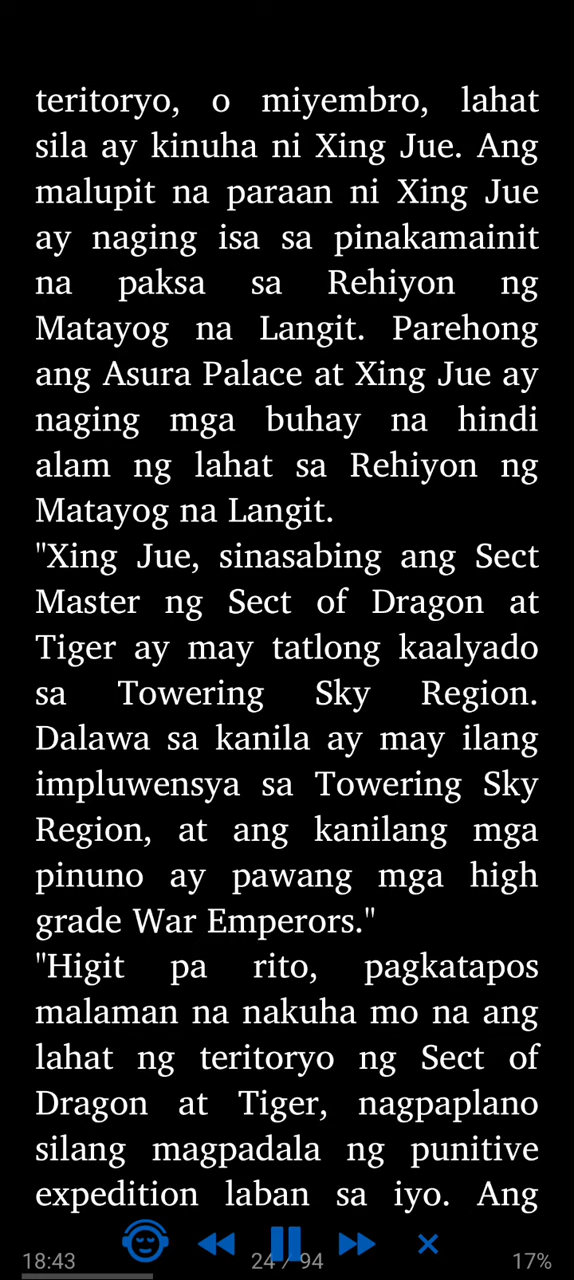 teritoryo, o miyembro, lahat
sila ay kinuha ni Xing Jue. Ang
malupit na paraan ni Xing Jue
ay naging isa sa pinakamainit
na paksa sa Rehiyon ng
Matayog na Langit. Parehong
ang Asura Palace at Xing Jue ay
naging mga buhay na hindi
alam ng lahat sa Rehiyon ng
Matayog na Langit.
"Xing Jue, sinasabing ang Sect
Master ng Sect of Dragon at
Tiger ay may tatlong kaalyado
sa Towering Sky Region.
Dalawa sa kanila ay may ilang
impluwensya sa Towering Sky
Region, at ang kanilang mga
pinuno ay pawang mga high
grade War Emperors."
"Higit pa rito, pagkatapos
malaman na nakuha mo na ang
lahat ng teritoryo ng Sect of
Dragon at Tiger, nagpaplano
silang magpadala ng punitive
expedition laban sa iyo. Ang
18:43 24 / 94 17%